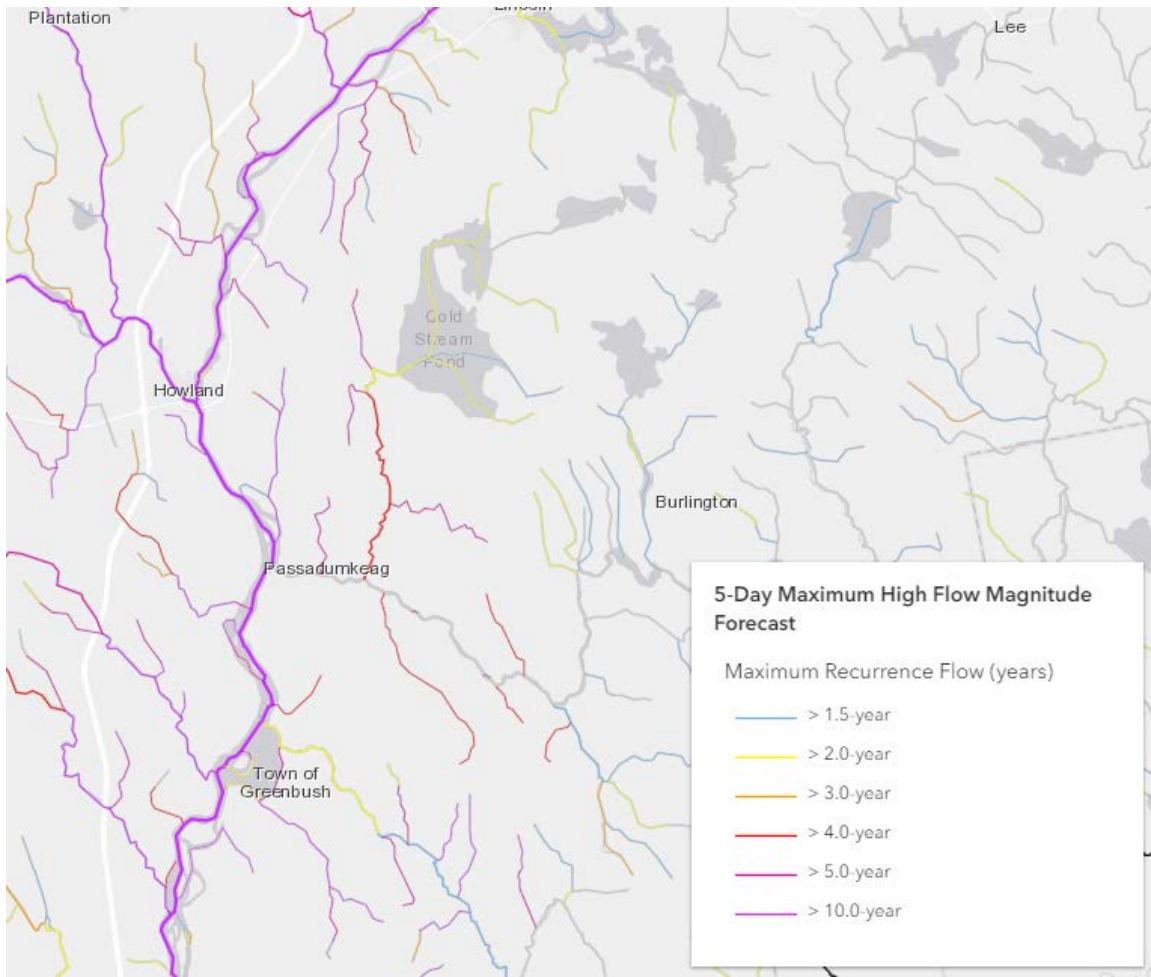 Plantation
Lincoln
Lee
Cold
Stream
Pond
Howland
Burlington
Passadumkeag
Town of
Greenbush
5-Day Maximum High Flow Magnitude
Forecast
Maximum Recurrence Flow (years)
> 1.5-year
> 2.0-year
> 3.0-year
> 4.0-year
> 5.0-year
> 10.0-year